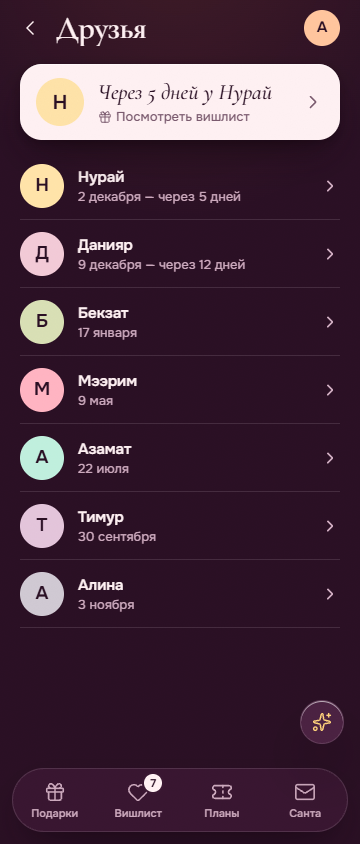 Друзья
А
Н
Через 5 дней у Нурай
Посмотреть вишлист
Н
Нурай
2 декабря — через 5 дней
Д
Данияр
9 декабря — через 12 дней
Б
Бекзат
17 января
М
Мээрим
9 мая
А
Азамат
22 июля
Т
Тимур
30 сентября
А
Алина
3 ноября
7
Подарки
Вишлист
Планы
Санта